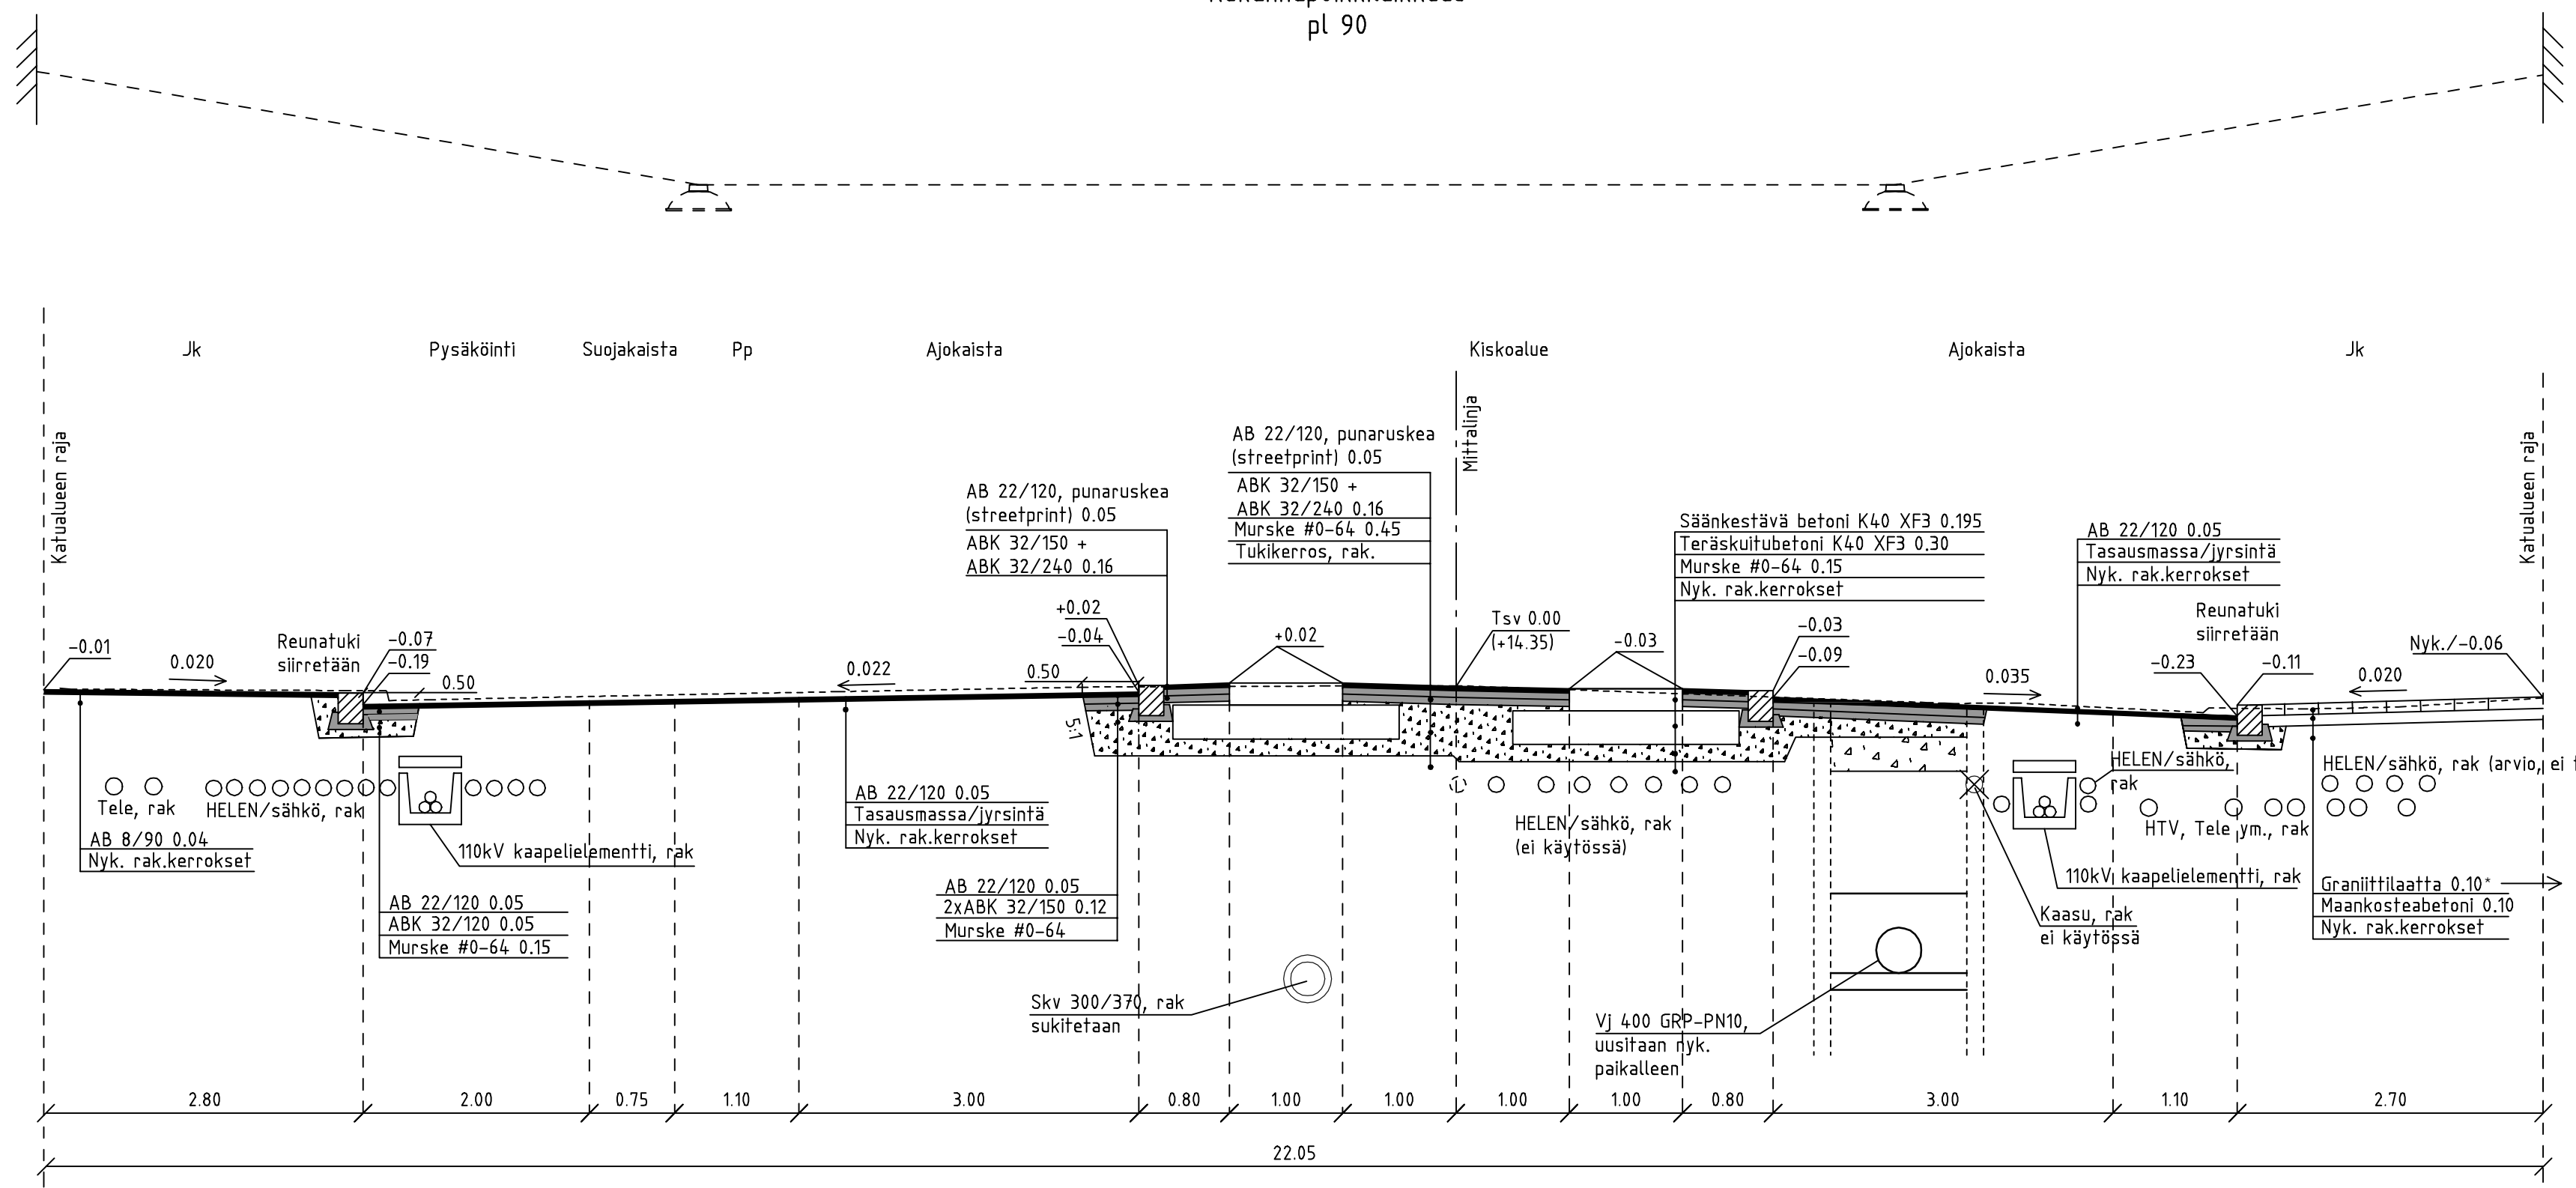 pl 90
Jk
Pysäköinti
Suojakaista
Pp
Ajokaista
Kiskoalue
Ajokaista
Jk
Katualueen raja
Mittalinja
Katualueen raja
AB 22/120, punaruskea
(streetprint) 0.05
ABK 32/150 +
ABK 32/240 0.16
Murske #0-64 0.45
Tukikerros, rak.
AB 22/120, punaruskea
(streetprint) 0.05
ABK 32/150 +
ABK 32/240 0.16
Säänkestävä betoni K40 XF3 0.195
Teräskuitubetoni K40 XF3 0.30
Murske #0-64 0.15
Nyk. rak.kerrokset
AB 22/120 0.05
Tasausmassa/jyrsintä
Nyk. rak.kerrokset
-0.01
0.020
Reunatuki
siirretään
-0.07
-0.19
0.50
0.022
0.50
+0.02
-0.04
+0.02
Tsv 0.00
(+14.35)
-0.03
-0.03
-0.09
0.035
Reunatuki
siirretään
-0.23
-0.11
0.020
Nyk./-0.06
5:1
Tele, rak
HELEN/sähkö, rak
AB 8/90 0.04
Nyk. rak.kerrokset
110kV kaapelielementti, rak
AB 22/120 0.05
ABK 32/120 0.05
Murske #0-64 0.15
AB 22/120 0.05
Tasausmassa/jyrsintä
Nyk. rak.kerrokset
AB 22/120 0.05
2xABK 32/150 0.12
Murske #0-64
Skv 300/370, rak
sukitetaan
HELEN/sähkö, rak
(ei käytössä)
Vj 400 GRP-PN10,
uusitaan nyk.
paikalleen
HELEN/sähkö,
rak
HELEN/sähkö, rak (arvio, ei
HTV, Tele ym., rak
110kV kaapelielementti, rak
Kaasu, rak
ei käytössä
Graniittilaatta 0.10*
Maankosteabetoni 0.10
Nyk. rak.kerrokset
2.80
2.00
0.75
1.10
3.00
0.80
1.00
1.00
1.00
1.00
0.80
3.00
1.10
2.70
22.05